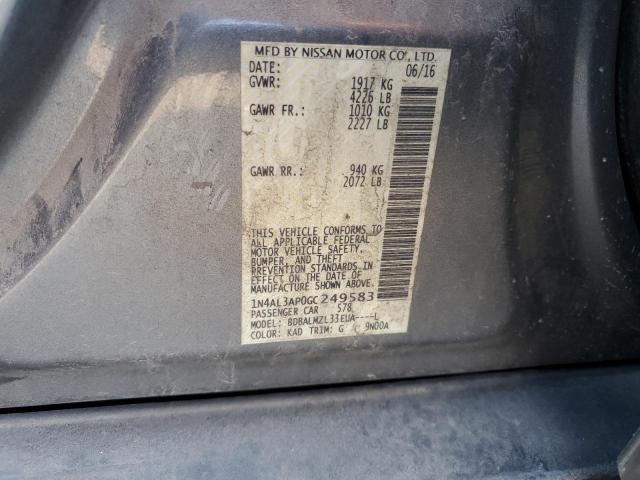 MFD BY NISSAN MOTOR CO., LTD.
DATE: 06/16
GVWR: 1917 KG
4226 LB
GAWR FR.: 1010 KG
2227 LB
GAWR RR.: 940 KG
2072 LB
THIS VEHICLE CONFORMS TO
ALL APPLICABLE FEDERAL
MOTOR VEHICLE SAFETY,
BUMPER, AND THEFT
PREVENTION STANDARDS
IN EFFECT ON THE DATE OF
MANUFACTURE SHOWN ABOVE.
1N4AL3AP0GC249583
PASSENGER CAR 578
MODEL: BDBALMZL33EUA----L
COLOR: KAD TRIM: G 9N00A